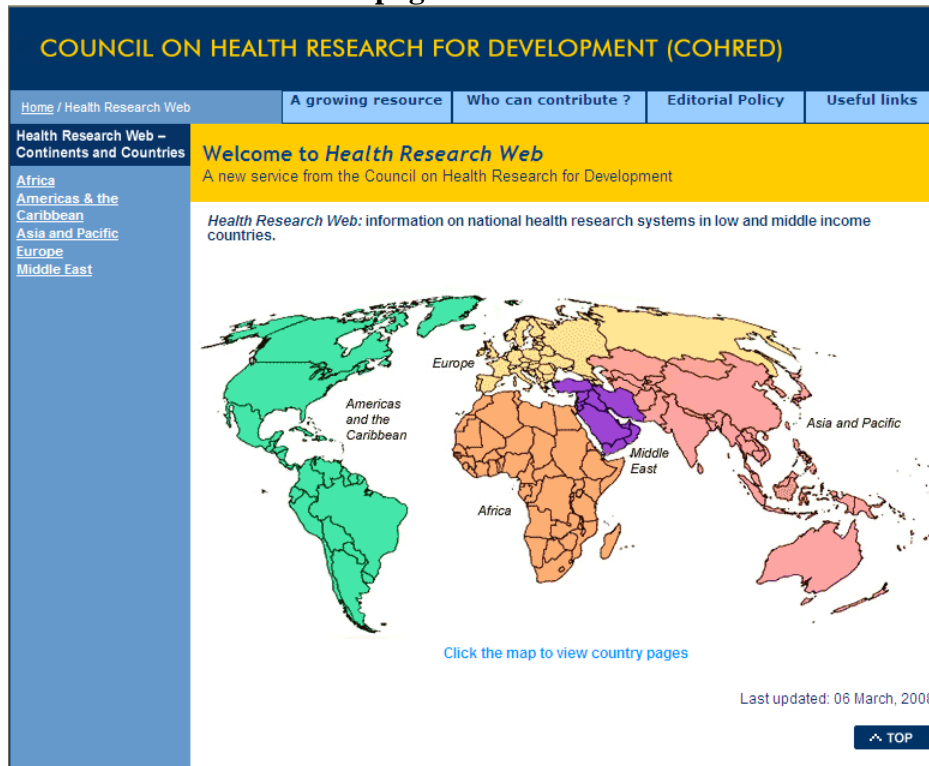 COUNCIL ON HEALTH RESEARCH FOR DEVELOPMENT (COHRED)
Home / Health Research Web
A growing resource
Who can contribute ?
Editorial Policy
Useful links
Health Research Web –
Continents and Countries
Africa
Americas & the
Caribbean
Asia and Pacific
Europe
Middle East
Welcome to Health Research Web
A new service from the Council on Health Research for Development
Health Research Web: information on national health research systems in low and middle income
countries.
Europe
Americas
and the
Caribbean
Asia and Pacific
Middle
East
Africa
Click the map to view country pages
Last updated: 06 March, 2008
TOP